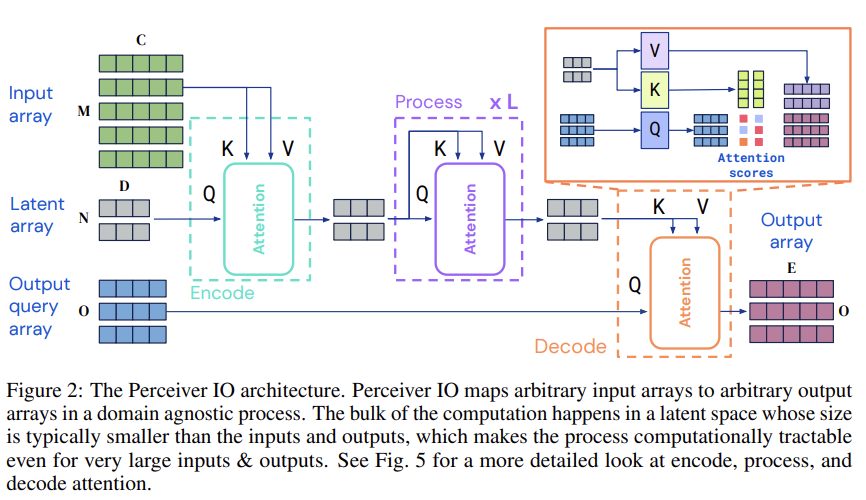 C
Input
array
M
D
Latent
array
N
Output
query
array
O
K
V
Q
Attention
Encode
Process
x L
K
V
Q
Attention
V
K
Q
Attention
scores
K
V
Q
Attention
Decode
Output
array
E
O
Figure 2: The Perceiver IO architecture. Perceiver IO maps arbitrary input arrays to arbitrary output
arrays in a domain agnostic process. The bulk of the computation happens in a latent space whose size
is typically smaller than the inputs and outputs, which makes the process computationally tractable
even for very large inputs & outputs. See Fig. 5 for a more detailed look at encode, process, and
decode attention.